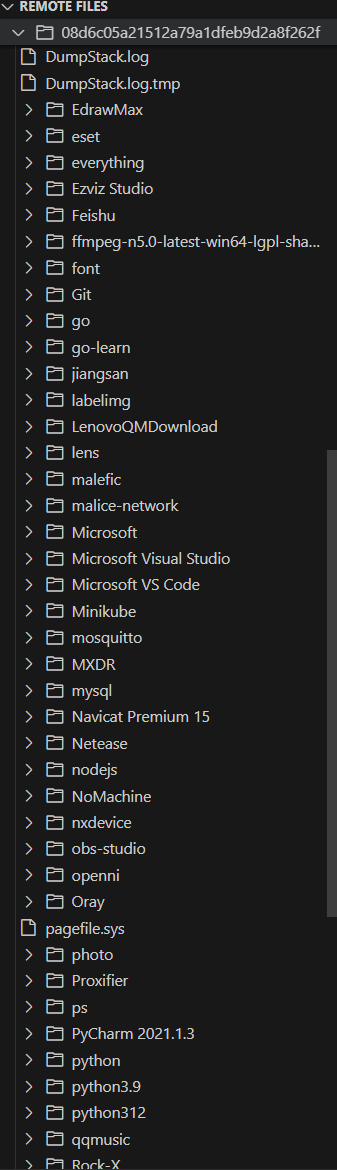 REMOTE FILES
08d6c05a21512a79a1dfeb9d2a8f262f
DumpStack.log
DumpStack.log.tmp
EdrawMax
eset
everything
Ezviz Studio
Feishu
ffmpeg-n5.0-latest-win64-lgpl-sha...
font
Git
go
go-learn
jiangsan
labelimg
LenovoQMDownload
lens
malefic
malice-network
Microsoft
Microsoft Visual Studio
Microsoft VS Code
Minikube
mosquitto
MXDR
mysql
Navicat Premium 15
Netease
nodejs
NoMachine
nxdevice
obs-studio
openni
Oray
pagefile.sys
photo
Proxifier
ps
PyCharm 2021.1.3
python
python3.9
python312
qqmusic
Rock-X